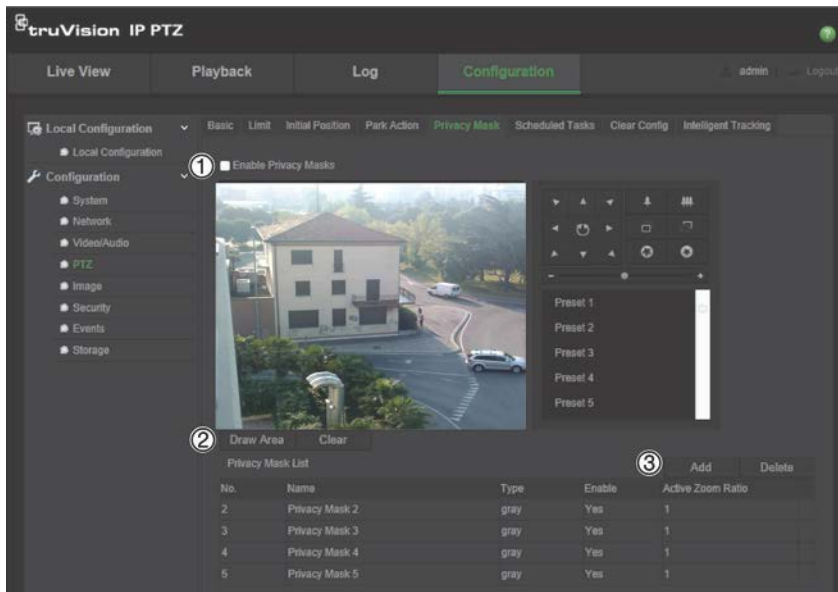 truVision IP PTZ
?
Live View Playback Log Configuration admin Logout
Local Configuration
Local Configuration
Configuration
System
Network
Video/Audio
PTZ
Image
Security
Events
Storage
Basic Limit Initial Position Park Action Privacy Mask Scheduled Tasks Clear Config Intelligent Tracking
① Enable Privacy Masks
Preset 1
Preset 2
Preset 3
Preset 4
Preset 5
② Draw Area Clear
Privacy Mask List
③ Add Delete
No. Name Type Enable Active Zoom Ratio
2 Privacy Mask 2 gray Yes 1
3 Privacy Mask 3 gray Yes 1
4 Privacy Mask 4 gray Yes 1
5 Privacy Mask 5 gray Yes 1